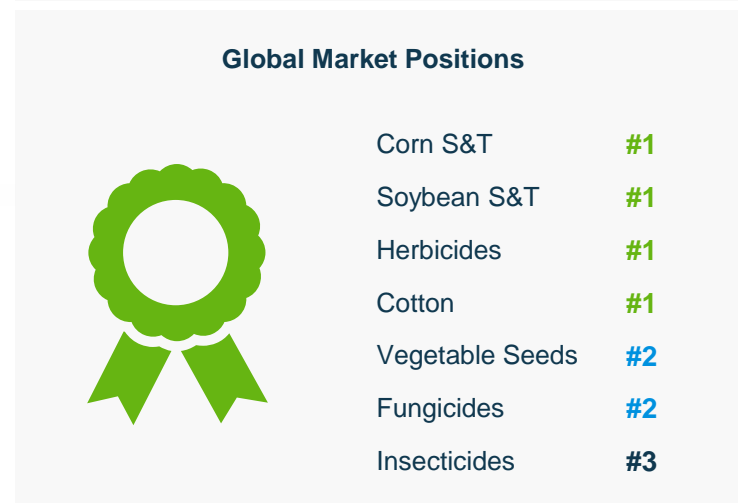 Global Market Positions
Corn S&T #1
Soybean S&T #1
Herbicides #1
Cotton #1
Vegetable Seeds #2
Fungicides #2
Insecticides #3